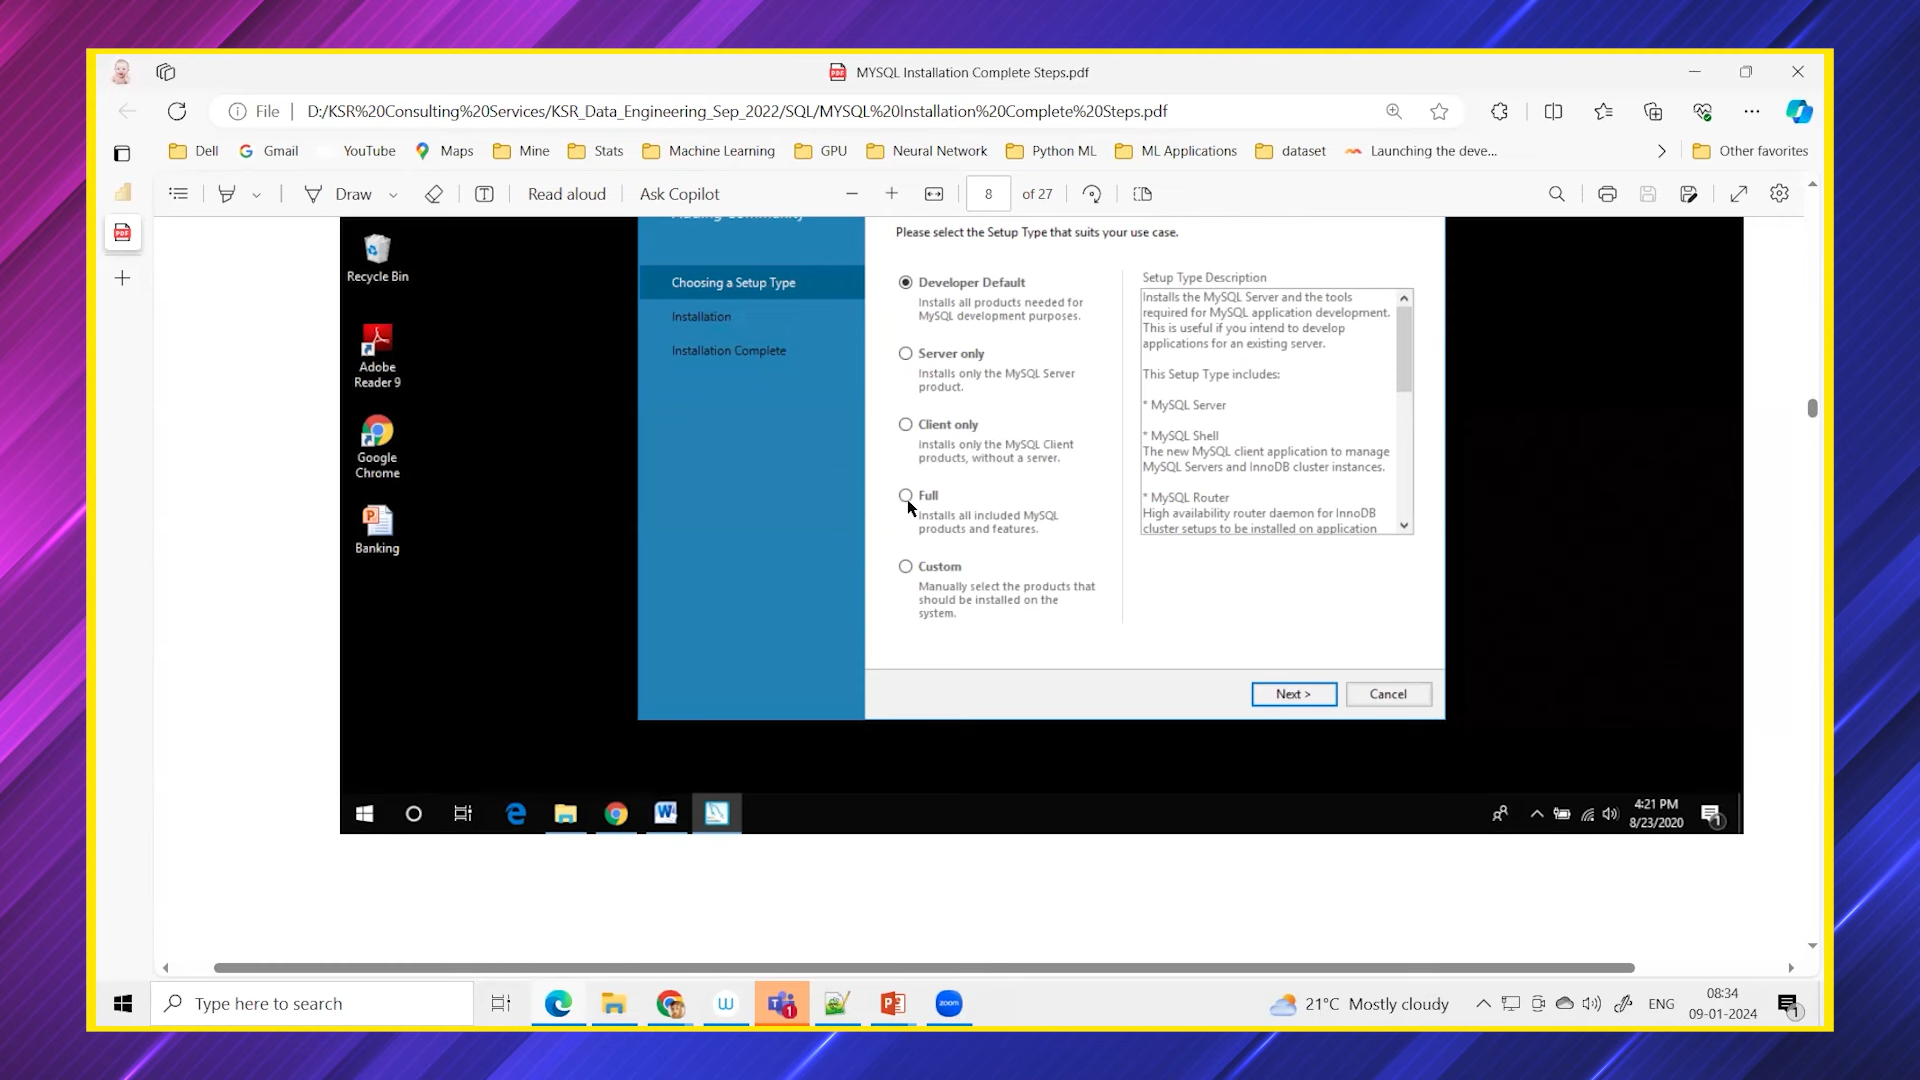 MYSQL Installation Complete Steps.pdf
File
D:/KSR%20Consulting%20Services/KSR_Data_Engineering_Sep_2022/SQL/MYSQL%20Installation%20Complete%20Steps.pdf
Dell
Gmail
YouTube
Maps
Mine
Stats
Machine Learning
GPU
Neural Network
Python ML
ML Applications
dataset
Launching the deve...
Other favorites
Draw
Read aloud
Ask Copilot
8
of 27
Please select the Setup Type that suits your use case.
Recycle Bin
Adobe
Reader 9
Google
Chrome
Banking
Choosing a Setup Type
Installation
Installation Complete
Developer Default
Installs all products needed for
MySQL development purposes.
Server only
Installs only the MySQL Server
product.
Client only
Installs only the MySQL Client
products, without a server.
Full
Installs all included MySQL
products and features.
Custom
Manually select the products that
should be installed on the
system.
Setup Type Description
Installs the MySQL Server and the tools
required for MySQL application development.
This is useful if you intend to develop
applications for an existing server.
This Setup Type includes:
* MySQL Server
* MySQL Shell
The new MySQL client application to manage
MySQL Servers and InnoDB cluster instances.
* MySQL Router
High availability router daemon for InnoDB
cluster setups to be installed on application
Next >
Cancel
4:21 PM
8/23/2020
1
Type here to search
W
1
zoom
21°C Mostly cloudy
ENG
08:34
09-01-2024
1